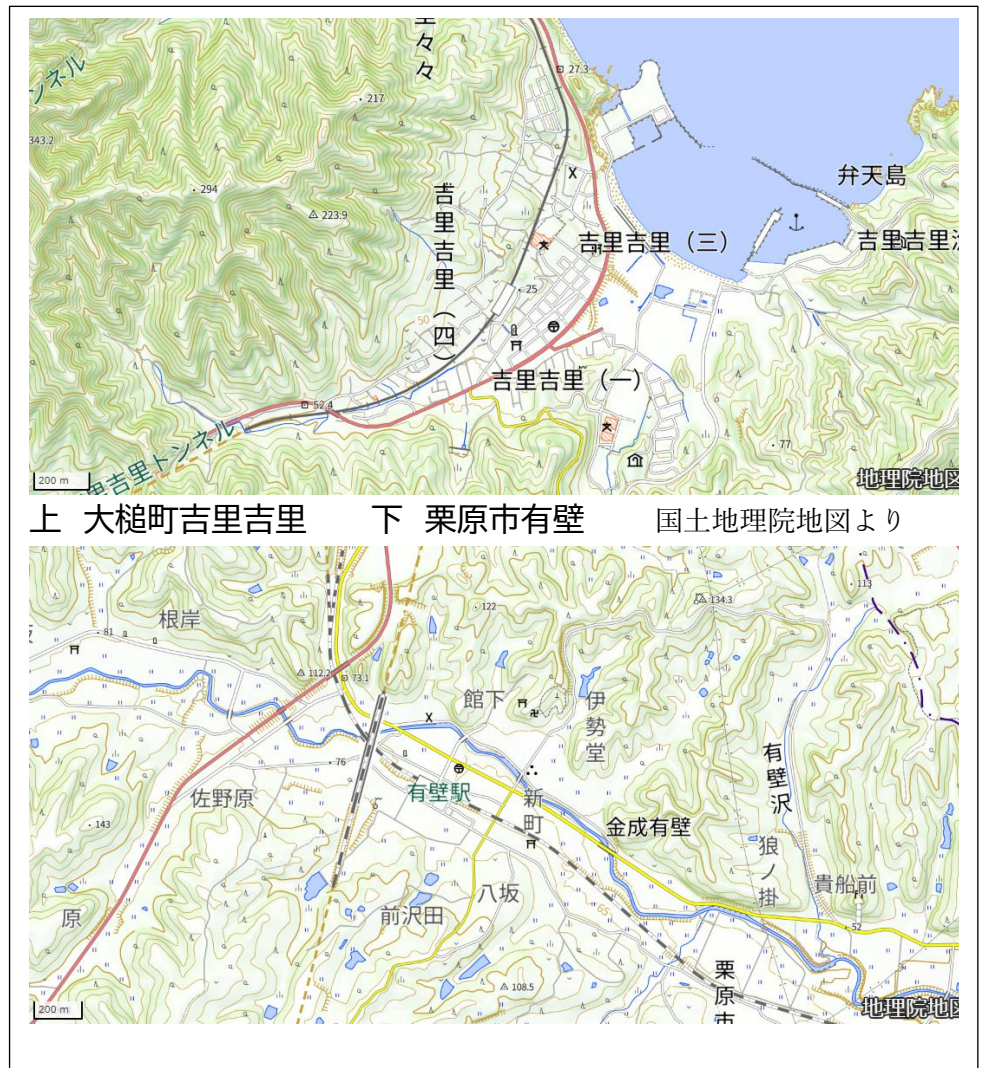 里々々
トンネル
27.3
217
343.2
弁天島
294
吉里吉里（四）
223.9
吉里吉里（三）
吉里吉里
25
50
吉里吉里（一）
52.4
里吉里トンネル
77
200 m
地理院地図
上 大槌町吉里吉里 下 栗原市有壁 国土地理院地図より
113
134.3
122
根岸
81
112.2
73.1
館下
伊勢堂
有壁沢
76
有壁駅
佐野原
新町
金成有壁
143
狼ノ掛
貴船前
八坂
65
原
前沢田
52
108.5
栗原市
200 m
地理院地図